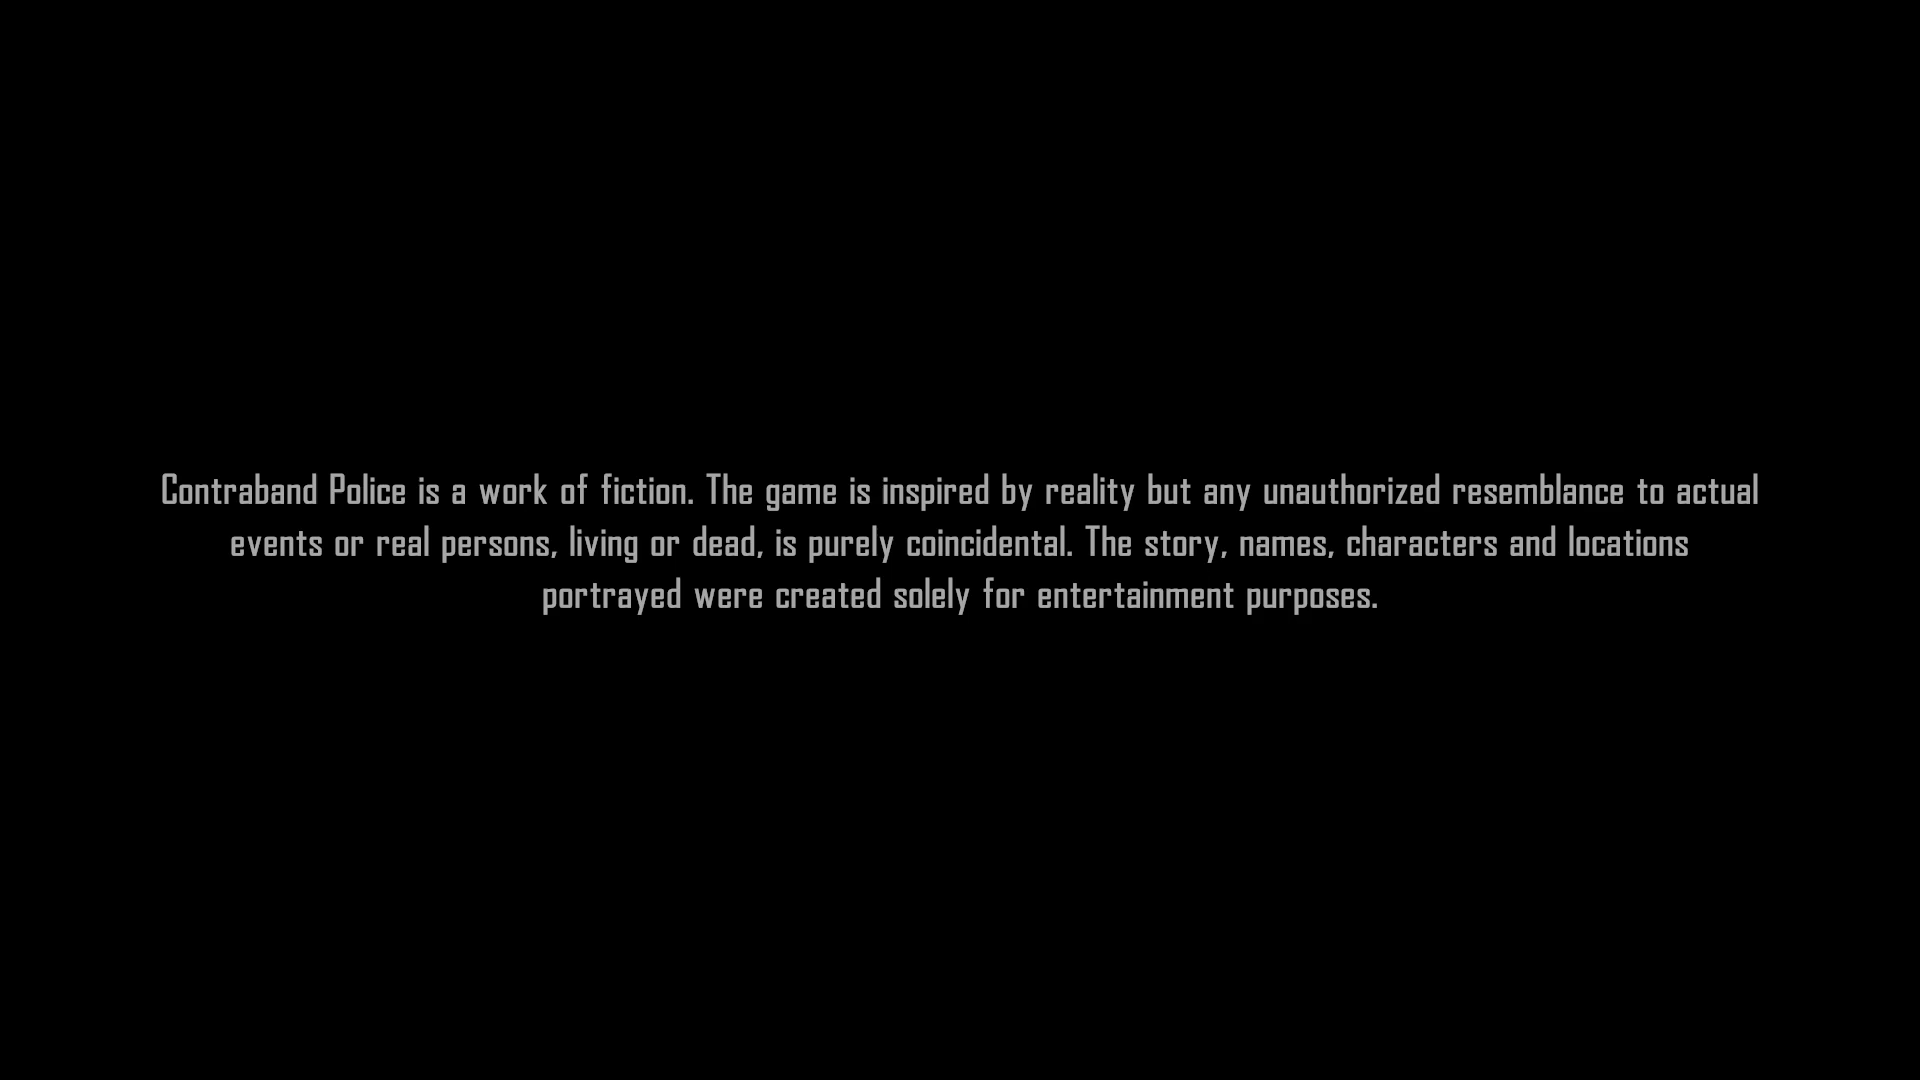 Contraband Police is a work of fiction. The game is inspired by reality but any unauthorized resemblance to actual
events or real persons, living or dead, is purely coincidental. The story, names, characters and locations
portrayed were created solely for entertainment purposes.